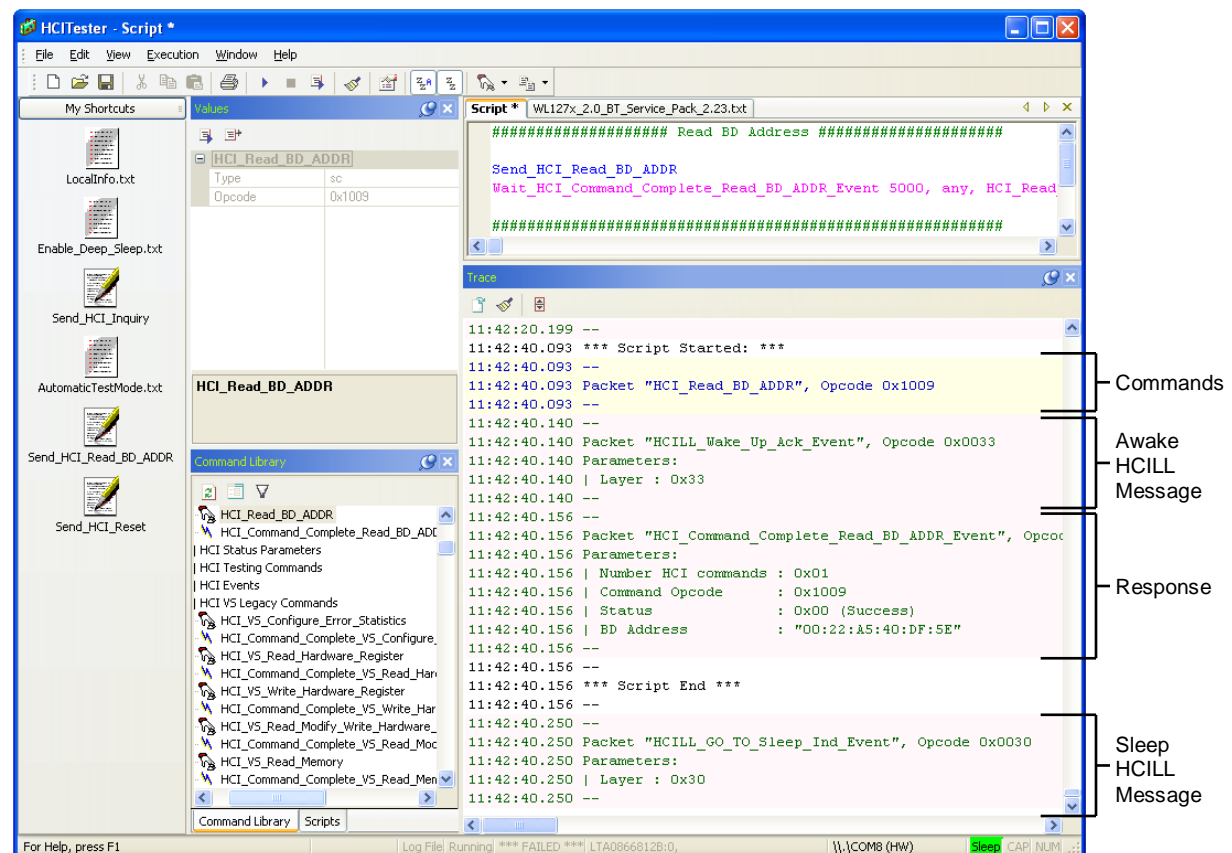 HCITester - Script *
File Edit View Execution Window Help
My Shortcuts
LocalInfo.txt
Enable_Deep_Sleep.txt
Send_HCI_Inquiry
AutomaticTestMode.txt
Send_HCI_Read_BD_ADDR
Send_HCI_Reset
Values
HCI_Read_BD_ADDR
Type sc
Opcode 0x1009
HCI_Read_BD_ADDR
Command Library
HCI_Read_BD_ADDR
HCI_Command_Complete_Read_BD_ADD
| HCI Status Parameters
| HCI Testing Commands
| HCI Events
| HCI VS Legacy Commands
HCI_VS_Configure_Error_Statistics
HCI_Command_Complete_VS_Configure_
HCI_VS_Read_Hardware_Register
HCI_Command_Complete_VS_Read_Har
HCI_VS_Write_Hardware_Register
HCI_Command_Complete_VS_Write_Har
HCI_VS_Read_Modify_Write_Hardware_
HCI_Command_Complete_VS_Read_Moc
HCI_VS_Read_Memory
HCI_Command_Complete_VS_Read_Men
Command Library Scripts
Script * WL127x_2.0_BT_Service_Pack_2.23.txt
#################### Read BD Address #####################
Send_HCI_Read_BD_ADDR
Wait_HCI_Command_Complete_Read_BD_ADDR_Event 5000, any, HCI_Read_
##########################################################
Trace
11:42:20.199 --
11:42:40.093 *** Script Started: ***
11:42:40.093 --
11:42:40.093 Packet "HCI_Read_BD_ADDR", Opcode 0x1009
11:42:40.093 --
11:42:40.140 --
11:42:40.140 Packet "HCILL_Wake_Up_Ack_Event", Opcode 0x0033
11:42:40.140 Parameters:
11:42:40.140 | Layer : 0x33
11:42:40.140 --
11:42:40.156 --
11:42:40.156 Packet "HCI_Command_Complete_Read_BD_ADDR_Event", Opcod
11:42:40.156 Parameters:
11:42:40.156 | Number HCI commands : 0x01
11:42:40.156 | Command Opcode : 0x1009
11:42:40.156 | Status : 0x00 (Success)
11:42:40.156 | BD Address : "00:22:A5:40:DF:5E"
11:42:40.156 --
11:42:40.156 --
11:42:40.156 *** Script End ***
11:42:40.156 --
11:42:40.250 --
11:42:40.250 Packet "HCILL_GO_TO_Sleep_Ind_Event", Opcode 0x0030
11:42:40.250 Parameters:
11:42:40.250 | Layer : 0x30
11:42:40.250 --
Commands
Awake
HCILL
Message
Response
Sleep
HCILL
Message
For Help, press F1 Log File Running *** FAILED *** LTA0866812B:0, \\.\COM8 (HW) Sleep CAP NUM